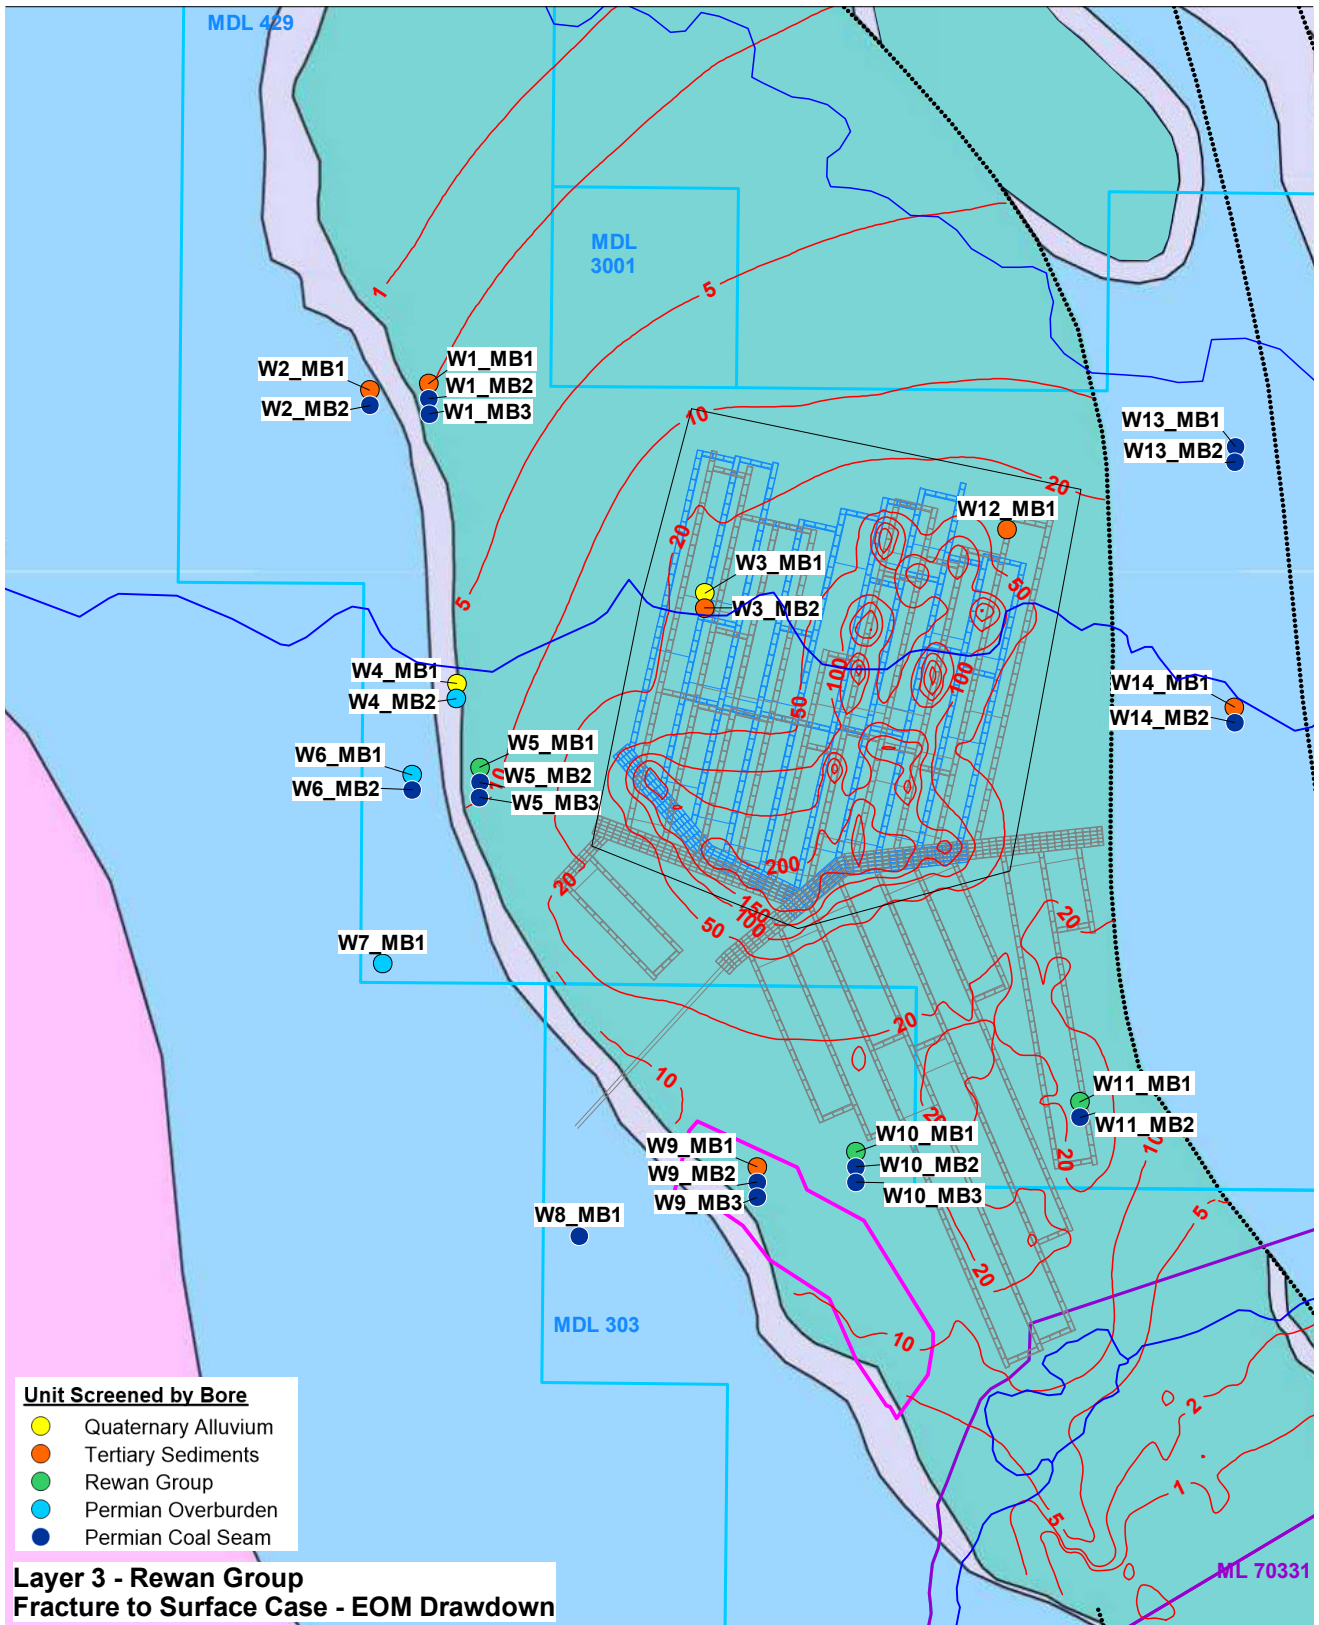 MDL 429
MDL
3001
1
5
W2_MB1
W2_MB2
W1_MB1
W1_MB2
W1_MB3
10
W13_MB1
W13_MB2
20
W12_MB1
20
W3_MB1
W3_MB2
50
5
W4_MB1
W4_MB2
100
100
50
W14_MB1
W14_MB2
W6_MB1
W6_MB2
W5_MB1
W5_MB2
W5_MB3
10
200
20
150
100
50
20
W7_MB1
20
10
W11_MB1
W11_MB2
20
10
20
W9_MB1
W9_MB2
W9_MB3
W10_MB1
W10_MB2
W10_MB3
W8_MB1
5
20
MDL 303
10
2
1
5
ML 70331
Unit Screened by Bore
Quaternary Alluvium
Tertiary Sediments
Rewan Group
Permian Overburden
Permian Coal Seam
Layer 3 - Rewan Group
Fracture to Surface Case - EOM Drawdown